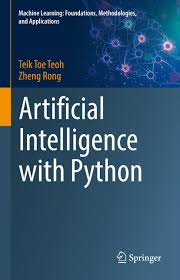 Machine Learning: Foundations, Methodologies,
and Applications
Teik Toe Teoh
Zheng Rong
Artificial
Intelligence
with Python
Springer